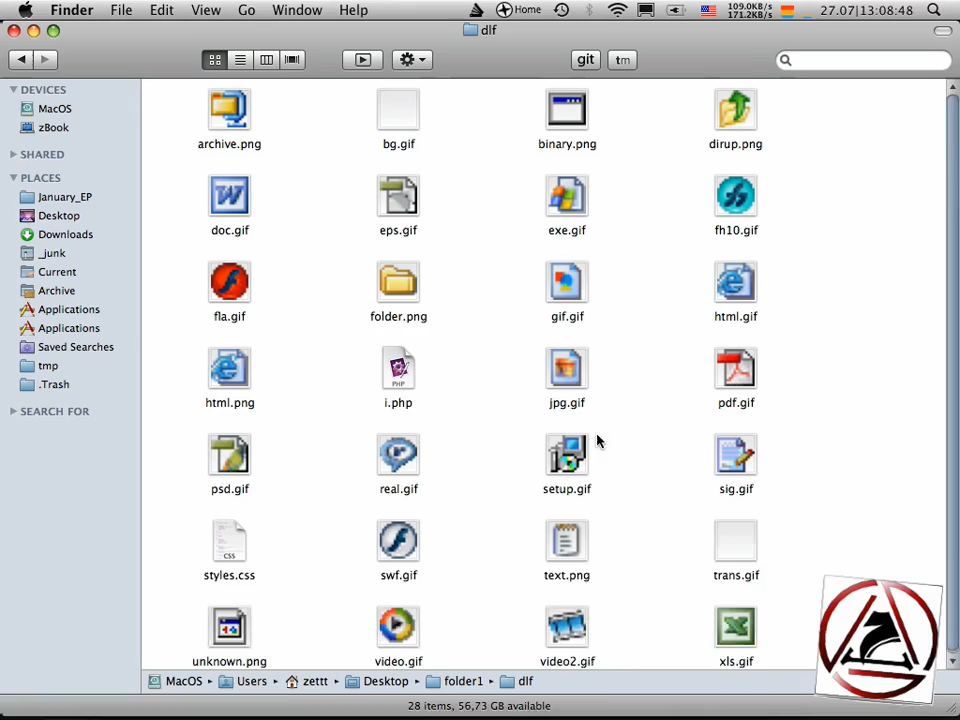 Finder File Edit View Go Window Help Home 109.0KB/s 171.2KB/s 27.07|13:08:48
dlf
git tm
DEVICES
MacOS
zBook
SHARED
PLACES
January_EP
Desktop
Downloads
_junk
Current
Archive
Applications
Applications
Saved Searches
tmp
.Trash
SEARCH FOR
archive.png bg.gif binary.png dirup.png
doc.gif eps.gif exe.gif fh10.gif
fla.gif folder.png gif.gif html.gif
html.png i.php jpg.gif pdf.gif
PHP
psd.gif real.gif setup.gif sig.gif
CSS
styles.css swf.gif text.png trans.gif
unknown.png video.gif video2.gif xls.gif
MacOS Users zettt Desktop folder1 dlf
28 items, 56,73 GB available